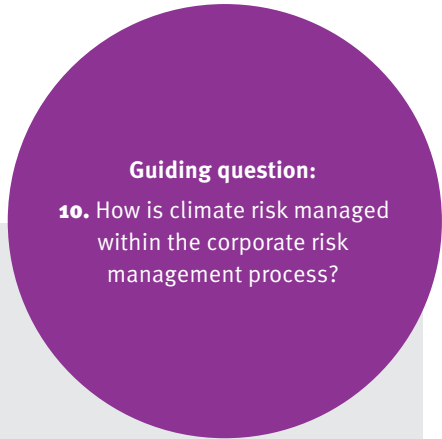 Guiding question:
10. How is climate risk managed
within the corporate risk
management process?